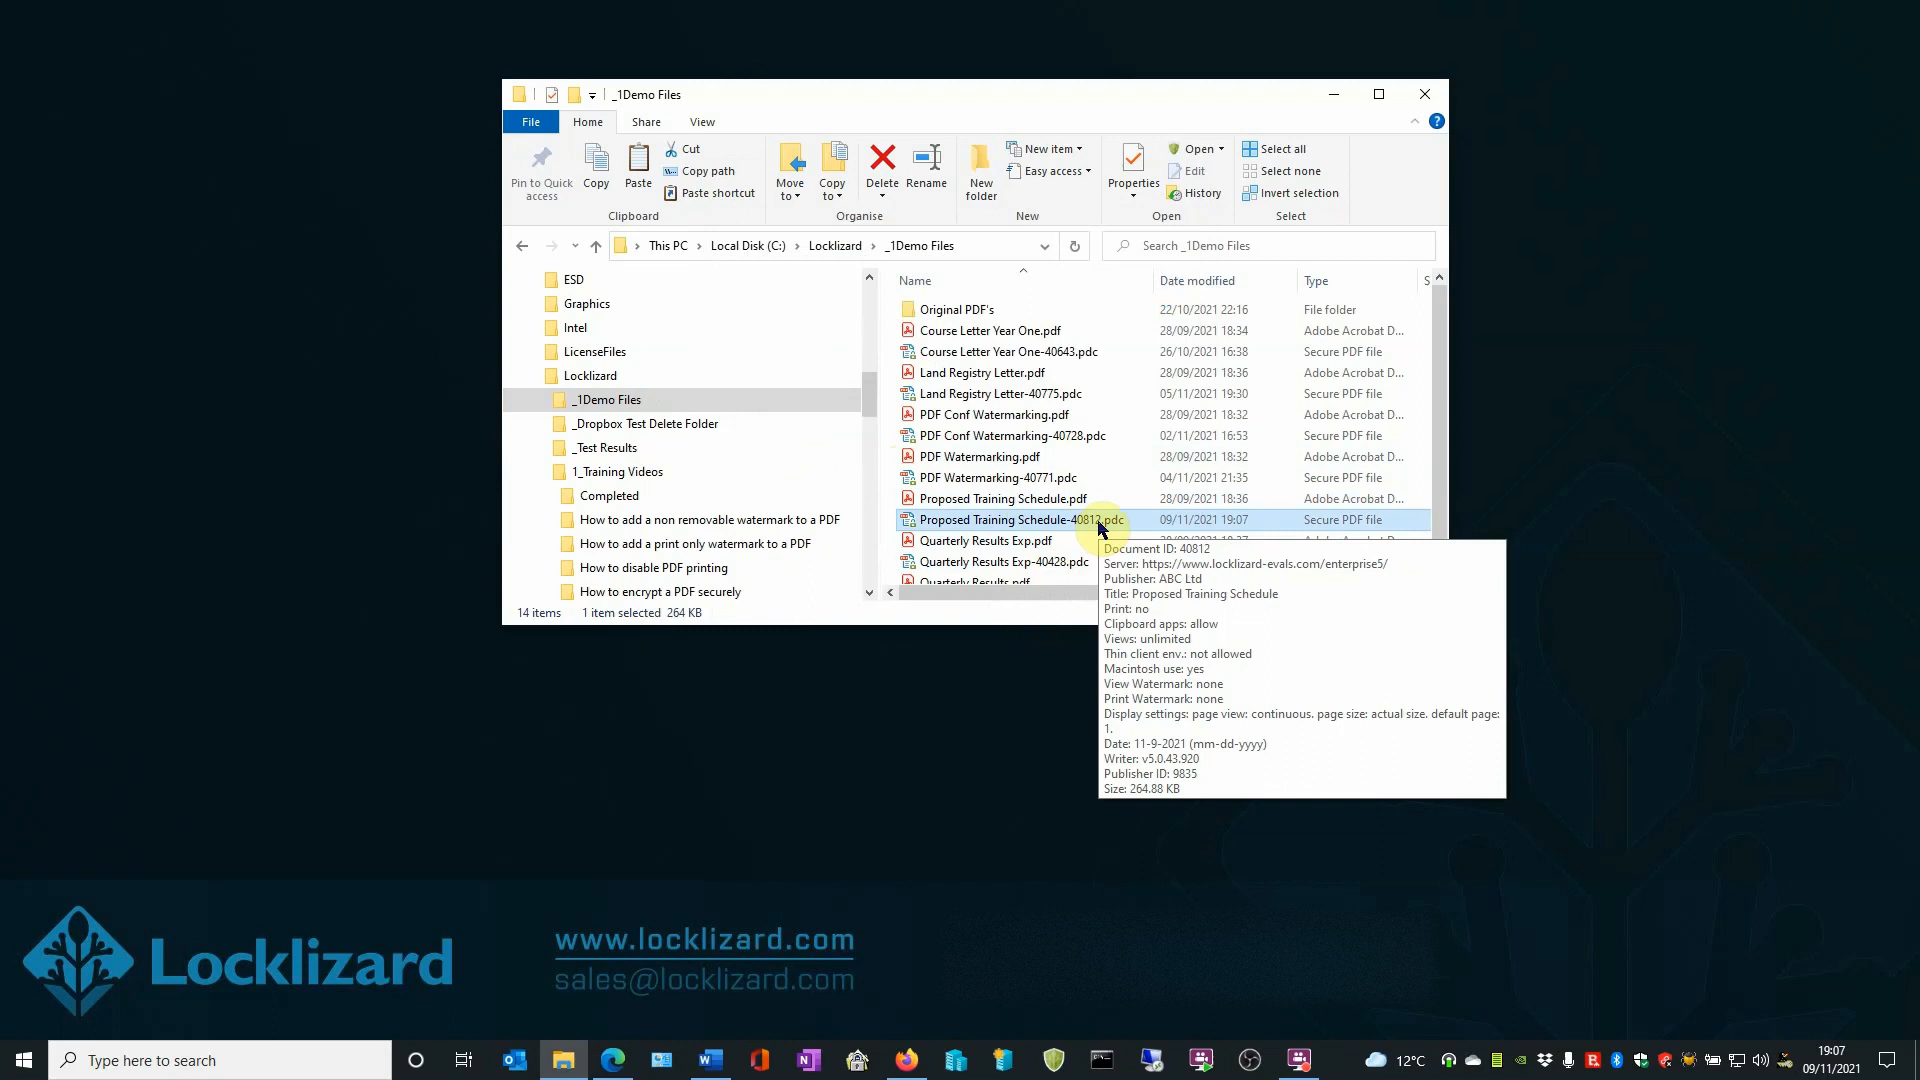 _1Demo Files
File Home Share View
Pin to Quick access
Copy
Paste
Cut
Copy path
Paste shortcut
Clipboard
Move to
Copy to
Delete
Rename
Organise
New folder
New item
Easy access
New
Properties
Open
Edit
History
Open
Select all
Select none
Invert selection
Select
This PC > Local Disk (C:) > Locklizard > _1Demo Files
Search _1Demo Files
ESD
Graphics
Intel
LicenseFiles
Locklizard
_1Demo Files
_Dropbox Test Delete Folder
_Test Results
1_Training Videos
Completed
How to add a non removable watermark to a PDF
How to add a print only watermark to a PDF
How to disable PDF printing
How to encrypt a PDF securely
Name Date modified Type S
Original PDF's 22/10/2021 22:16 File folder
Course Letter Year One.pdf 28/09/2021 18:34 Adobe Acrobat D...
Course Letter Year One-40643.pdc 26/10/2021 16:38 Secure PDF file
Land Registry Letter.pdf 28/09/2021 18:36 Adobe Acrobat D...
Land Registry Letter-40775.pdc 05/11/2021 19:30 Secure PDF file
PDF Conf Watermarking.pdf 28/09/2021 18:32 Adobe Acrobat D...
PDF Conf Watermarking-40728.pdc 02/11/2021 16:53 Secure PDF file
PDF Watermarking.pdf 28/09/2021 18:32 Adobe Acrobat D...
PDF Watermarking-40771.pdc 04/11/2021 21:35 Secure PDF file
Proposed Training Schedule.pdf 28/09/2021 18:36 Adobe Acrobat D...
Proposed Training Schedule-40812.pdc 09/11/2021 19:07 Secure PDF file
Quarterly Results Exp.pdf
Quarterly Results Exp-40428.pdc
Quarterly Results.pdf
14 items 1 item selected 264 KB
Document ID: 40812
Server: https://www.locklizard-evals.com/enterprise5/
Publisher: ABC Ltd
Title: Proposed Training Schedule
Print: no
Clipboard apps: allow
Views: unlimited
Thin client env.: not allowed
Macintosh use: yes
View Watermark: none
Print Watermark: none
Display settings: page view: continuous. page size: actual size. default page:
1.
Date: 11-9-2021 (mm-dd-yyyy)
Writer: v5.0.43.920
Publisher ID: 9835
Size: 264.88 KB
Locklizard
www.locklizard.com
sales@locklizard.com
Type here to search
12°C
19:07
09/11/2021